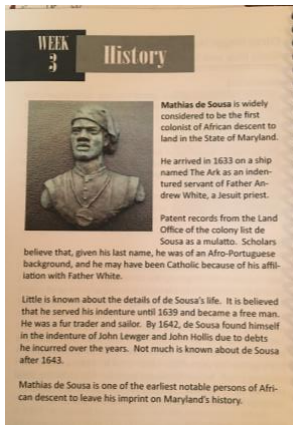 WEEK
3
History
Mathias de Sousa is widely
considered to be the first
colonist of African descent to
land in the State of Maryland.
He arrived in 1633 on a ship
named The Ark as an inden-
tured servant of Father An-
drew White, a Jesuit priest.
Patent records from the Land
Office of the colony list de
Sousa as a mulatto. Scholars
believe that, given his last name, he was of an Afro-Portuguese
background, and he may have been Catholic because of his affil-
iation with Father White.
Little is known about the details of de Sousa's life. It is believed
that he served his indenture until 1639 and became a free man.
He was a fur trader and sailor. By 1642, de Sousa found himself
in the indenture of John Lewger and John Hollis due to debts
he incurred over the years. Not much is known about de Sousa
after 1643.
Mathias de Sousa is one of the earliest notable persons of Afri-
can descent to leave his imprint on Maryland's history.